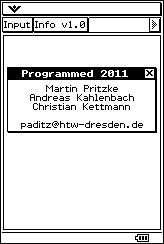 Input Info v1.0
Programmed 2011
Martin Pritzke
Andreas Kahlenbach
Christian Kettmann
paditz@htw-dresden.de